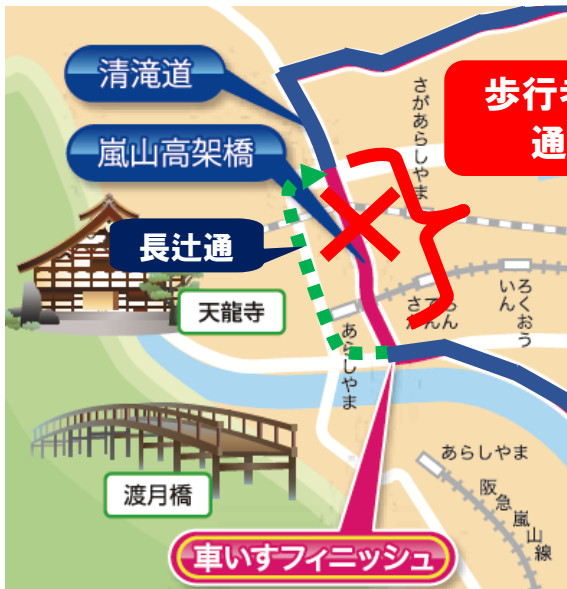 清滝道
嵐山高架橋
長辻通
天龍寺
渡月橋
車いすフィニッシュ
歩行
通
さがあらしやま
あらしやま
ろくおう
いん
あらしやま
阪急嵐山線